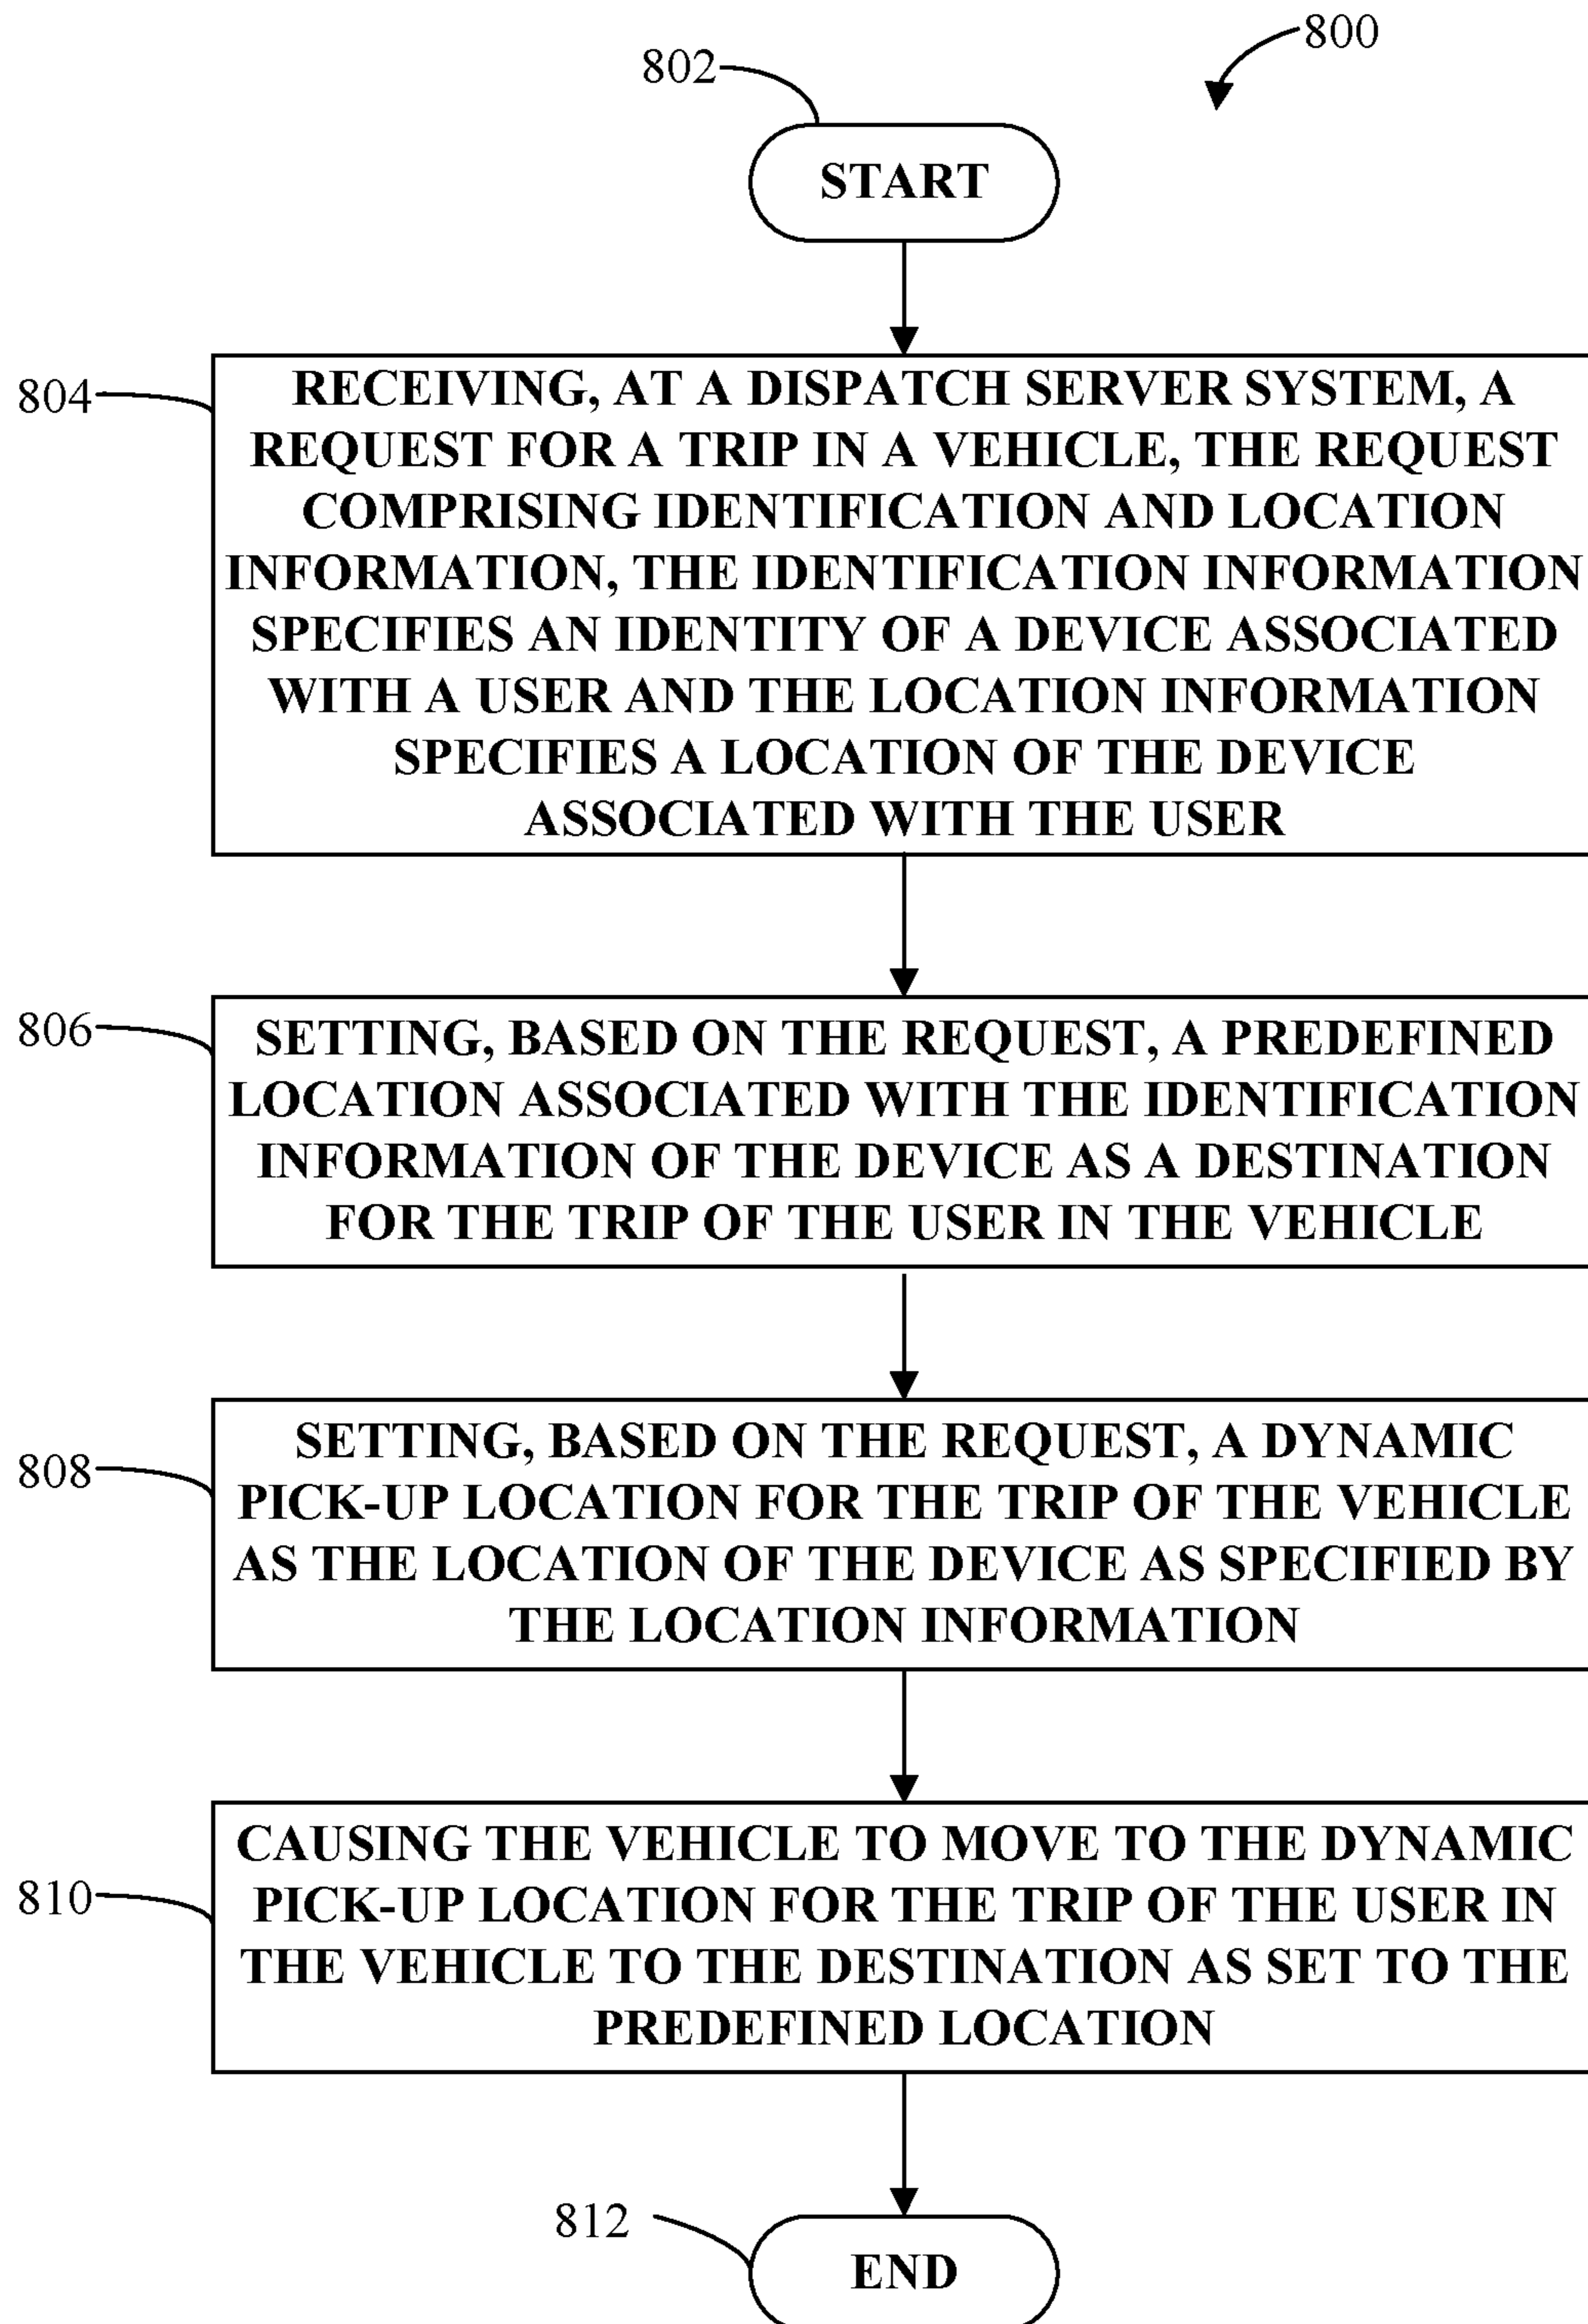 800
802
START
804
RECEIVING, AT A DISPATCH SERVER SYSTEM, A
REQUEST FOR A TRIP IN A VEHICLE, THE REQUEST
COMPRISING IDENTIFICATION AND LOCATION
INFORMATION, THE IDENTIFICATION INFORMATION
SPECIFIES AN IDENTITY OF A DEVICE ASSOCIATED
WITH A USER AND THE LOCATION INFORMATION
SPECIFIES A LOCATION OF THE DEVICE
ASSOCIATED WITH THE USER
806
SETTING, BASED ON THE REQUEST, A PREDEFINED
LOCATION ASSOCIATED WITH THE IDENTIFICATION
INFORMATION OF THE DEVICE AS A DESTINATION
FOR THE TRIP OF THE USER IN THE VEHICLE
808
SETTING, BASED ON THE REQUEST, A DYNAMIC
PICK-UP LOCATION FOR THE TRIP OF THE VEHICLE
AS THE LOCATION OF THE DEVICE AS SPECIFIED BY
THE LOCATION INFORMATION
810
CAUSING THE VEHICLE TO MOVE TO THE DYNAMIC
PICK-UP LOCATION FOR THE TRIP OF THE USER IN
THE VEHICLE TO THE DESTINATION AS SET TO THE
PREDEFINED LOCATION
812
END